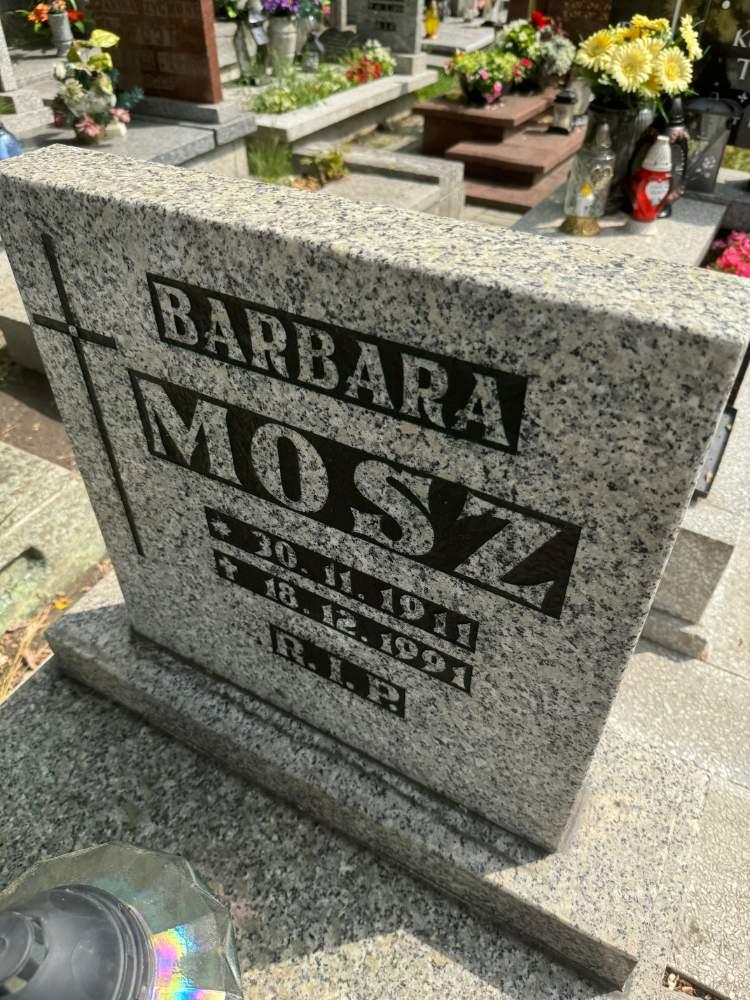 BARBARA
MOSZ
* 30. 11. 1911
✝ 18. 12. 1991
R. I. P.